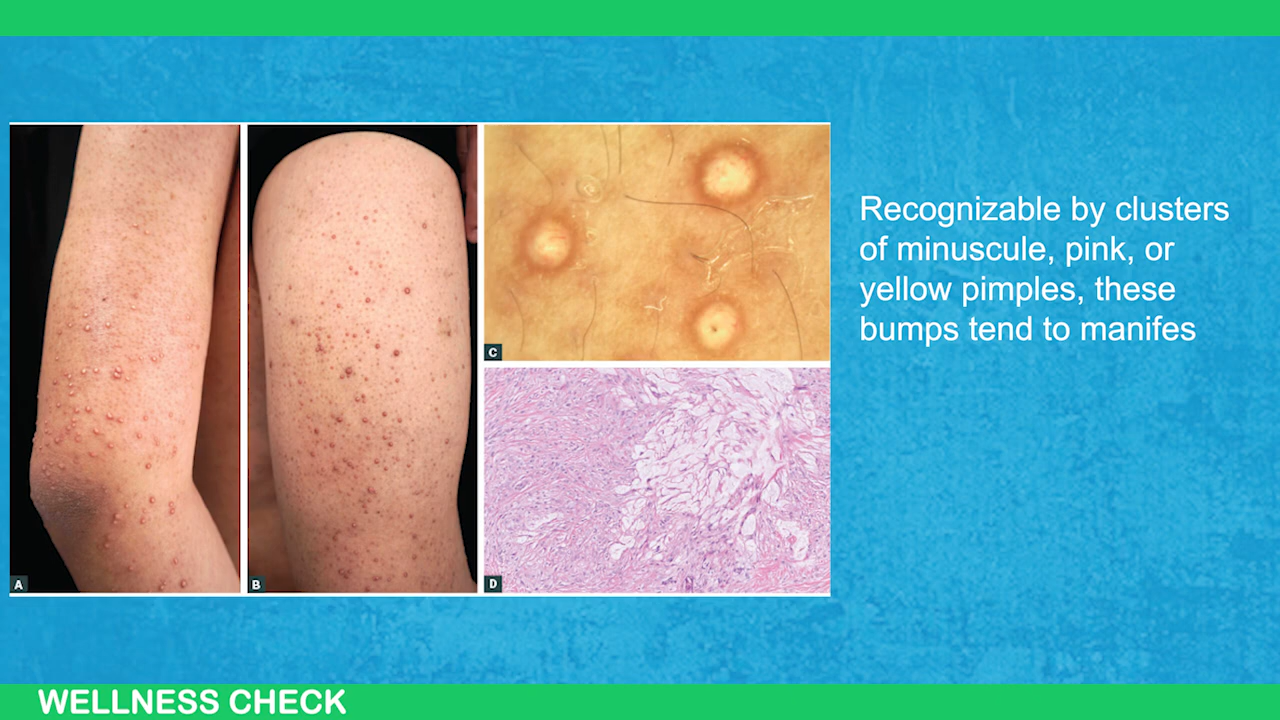 Recognizable by clusters
of minuscule, pink, or
yellow pimples, these
bumps tend to manifes
A
B
C
D
WELLNESS CHECK